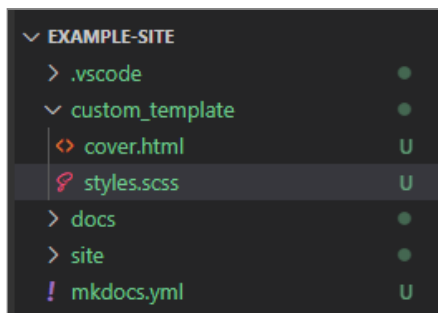 EXAMPLE-SITE
.vscode
custom_template
<> cover.html U
styles.scss U
docs
site
! mkdocs.yml U